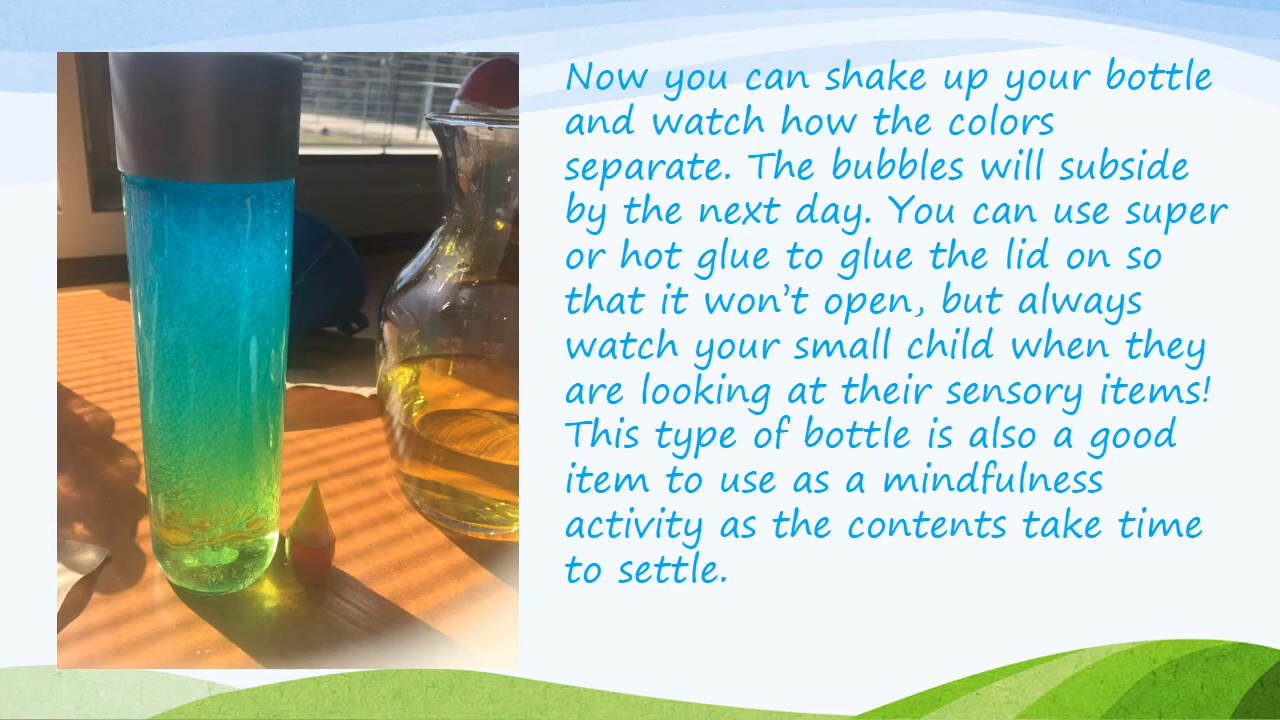 Now you can shake up your bottle
and watch how the colors
separate. The bubbles will subside
by the next day. You can use super
or hot glue to glue the lid on so
that it won't open, but always
watch your small child when they
are looking at their sensory items!
This type of bottle is also a good
item to use as a mindfulness
activity as the contents take time
to settle.